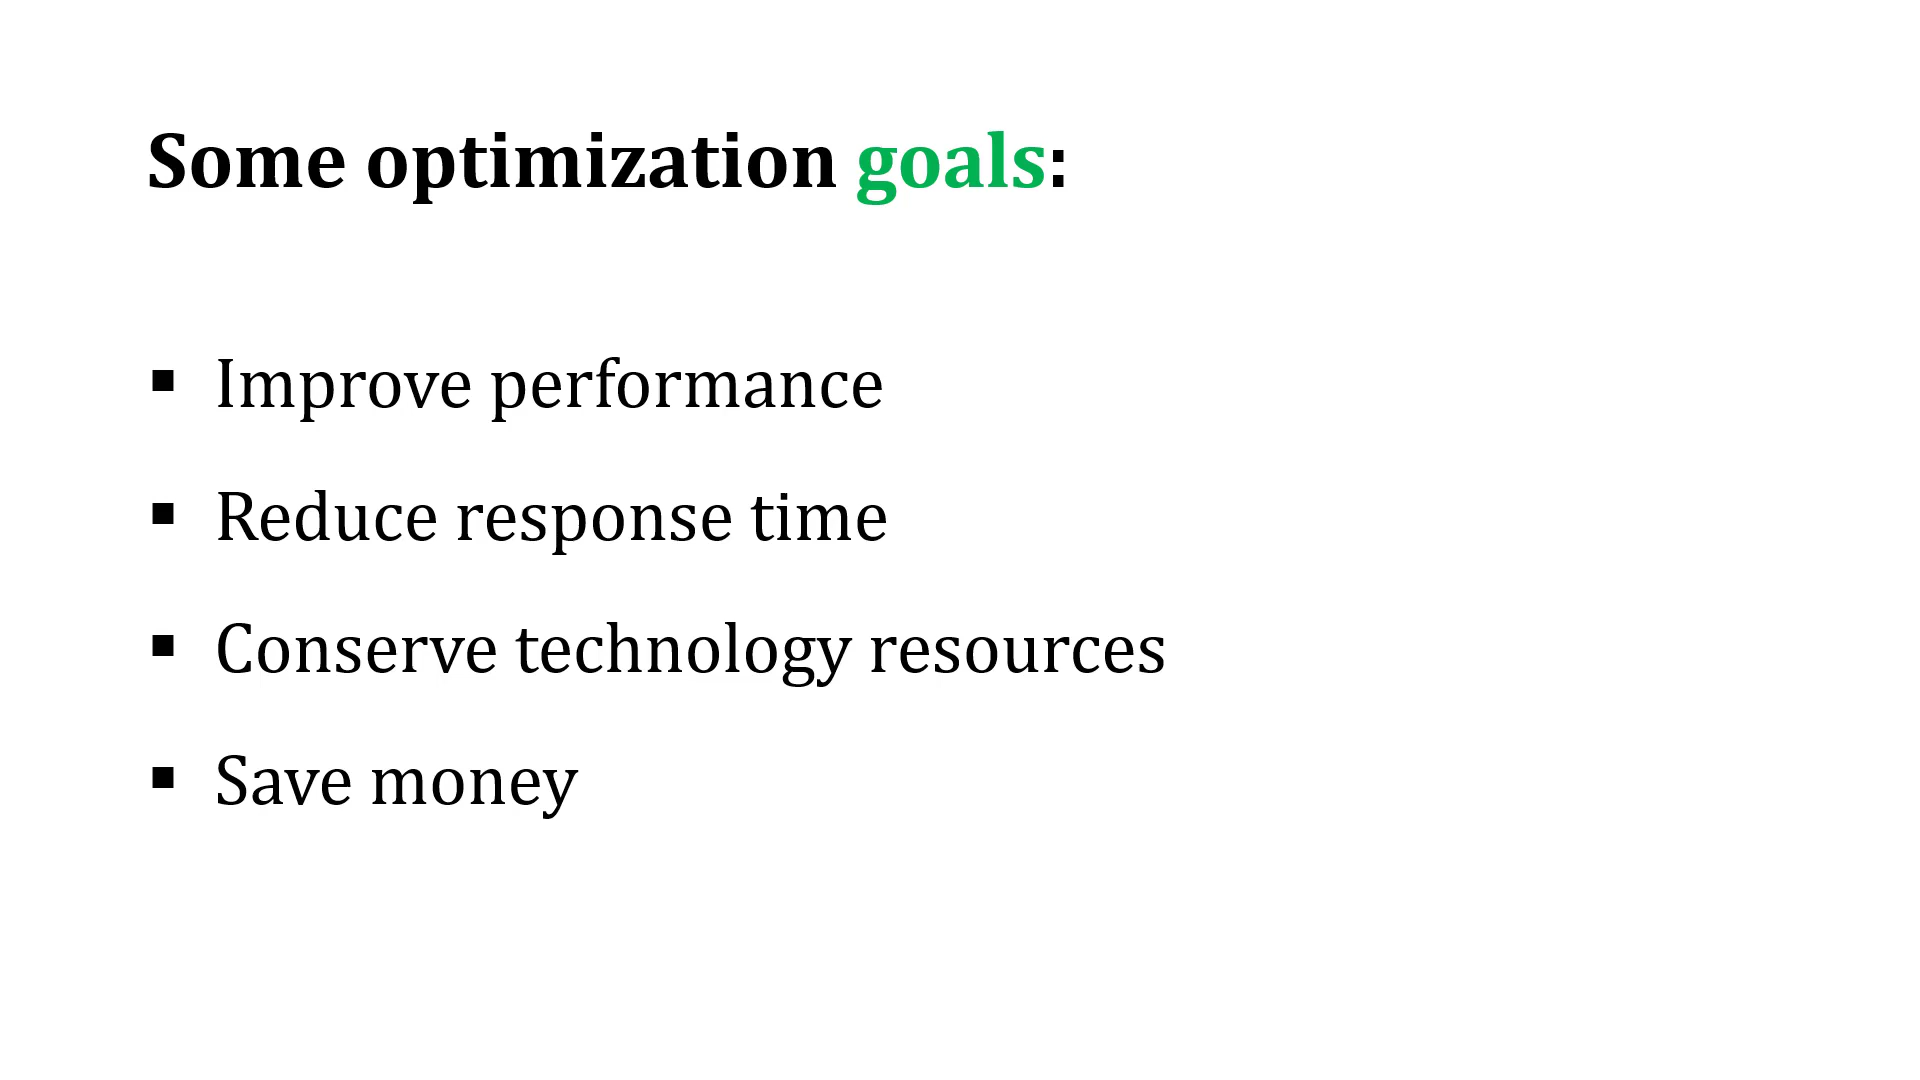 Some optimization goals:
▪ Improve performance
▪ Reduce response time
▪ Conserve technology resources
▪ Save money